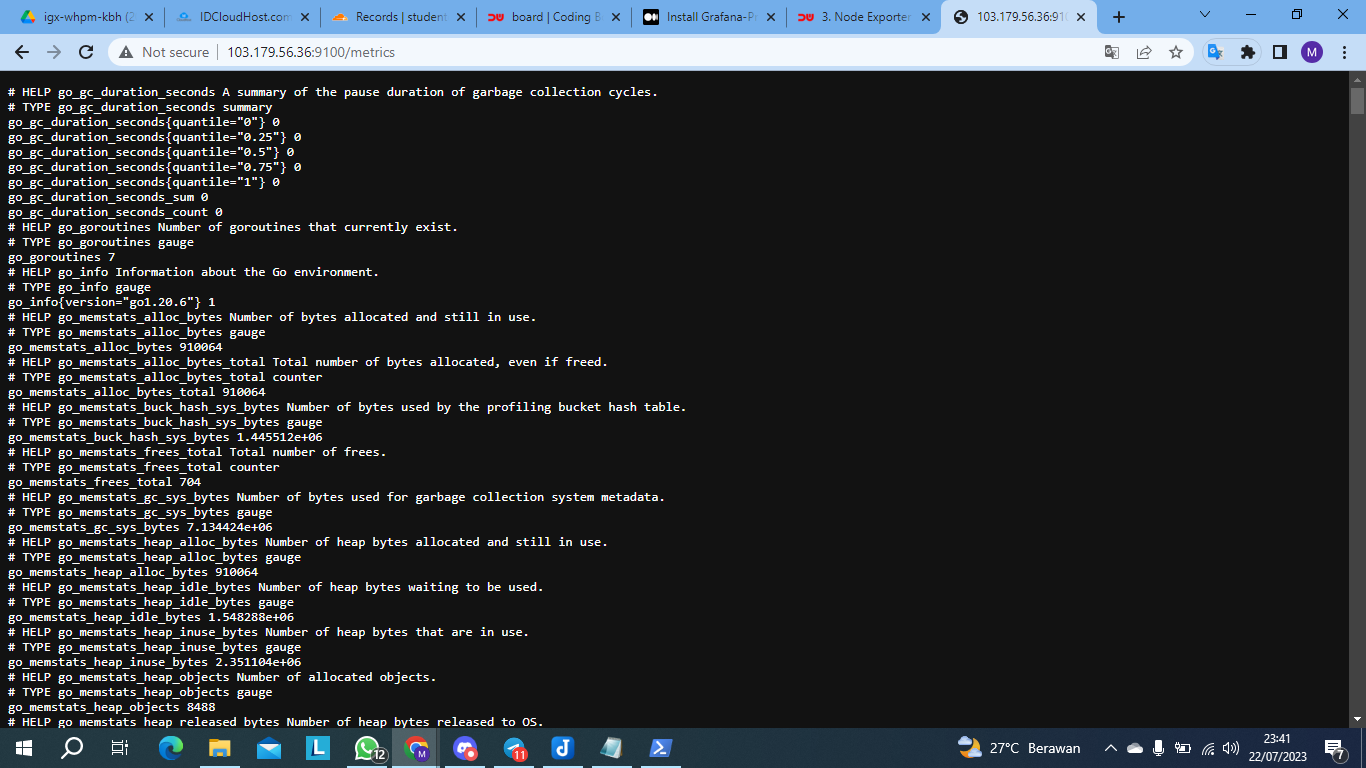 igx-whpm-kbh (2
IDCloudHost.com
Records | student
board | Coding B
Install Grafana-Pr
3. Node Exporter
103.179.56.36:910
Not secure
103.179.56.36:9100/metrics
M
# HELP go_gc_duration_seconds A summary of the pause duration of garbage collection cycles.
# TYPE go_gc_duration_seconds summary
go_gc_duration_seconds{quantile="0"} 0
go_gc_duration_seconds{quantile="0.25"} 0
go_gc_duration_seconds{quantile="0.5"} 0
go_gc_duration_seconds{quantile="0.75"} 0
go_gc_duration_seconds{quantile="1"} 0
go_gc_duration_seconds_sum 0
go_gc_duration_seconds_count 0
# HELP go_goroutines Number of goroutines that currently exist.
# TYPE go_goroutines gauge
go_goroutines 7
# HELP go_info Information about the Go environment.
# TYPE go_info gauge
go_info{version="go1.20.6"} 1
# HELP go_memstats_alloc_bytes Number of bytes allocated and still in use.
# TYPE go_memstats_alloc_bytes gauge
go_memstats_alloc_bytes 910064
# HELP go_memstats_alloc_bytes_total Total number of bytes allocated, even if freed.
# TYPE go_memstats_alloc_bytes_total counter
go_memstats_alloc_bytes_total 910064
# HELP go_memstats_buck_hash_sys_bytes Number of bytes used by the profiling bucket hash table.
# TYPE go_memstats_buck_hash_sys_bytes gauge
go_memstats_buck_hash_sys_bytes 1.445512e+06
# HELP go_memstats_frees_total Total number of frees.
# TYPE go_memstats_frees_total counter
go_memstats_frees_total 704
# HELP go_memstats_gc_sys_bytes Number of bytes used for garbage collection system metadata.
# TYPE go_memstats_gc_sys_bytes gauge
go_memstats_gc_sys_bytes 7.134424e+06
# HELP go_memstats_heap_alloc_bytes Number of heap bytes allocated and still in use.
# TYPE go_memstats_heap_alloc_bytes gauge
go_memstats_heap_alloc_bytes 910064
# HELP go_memstats_heap_idle_bytes Number of heap bytes waiting to be used.
# TYPE go_memstats_heap_idle_bytes gauge
go_memstats_heap_idle_bytes 1.548288e+06
# HELP go_memstats_heap_inuse_bytes Number of heap bytes that are in use.
# TYPE go_memstats_heap_inuse_bytes gauge
go_memstats_heap_inuse_bytes 2.351104e+06
# HELP go_memstats_heap_objects Number of allocated objects.
# TYPE go_memstats_heap_objects gauge
go_memstats_heap_objects 8488
# HELP go_memstats_heap_released_bytes Number of heap bytes released to OS.
L
12
M
11
27°C Berawan
23:41
22/07/2023
7